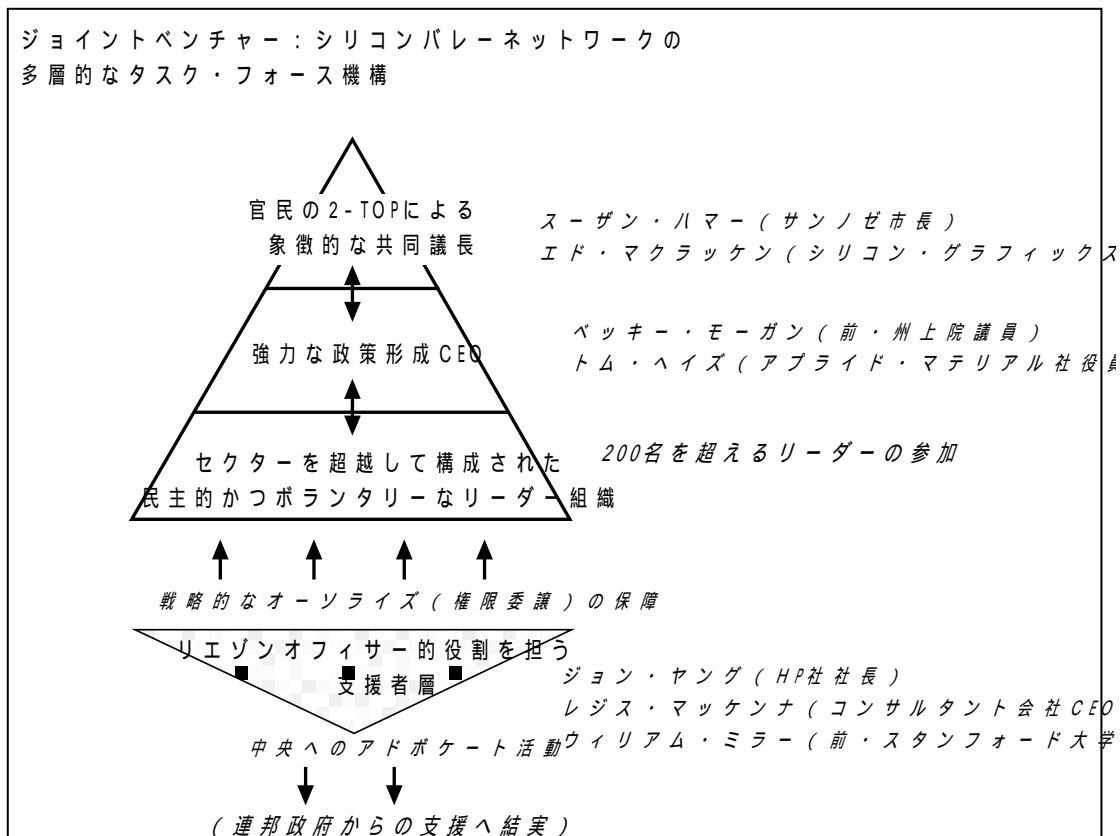 ジョイントベンチャー：シリコンバレーネットワークの
多層的なタスク・フォース機構
官民の2-TOPによる
象徴的な共同議長
スーザン・ハマー(サンノゼ市長)
エド・マクラッケン(シリコン・グラフィックス
強力な政策形成CEO
ベッキー・モーガン(前・州上院議員)
トム・ヘイズ(アプライド・マテリアル社役員
セクターを超越して構成された
民主的かつボランタリーなリーダー組織
200名を超えるリーダーの参加
戦略的なオーソライズ(権限委譲)の保障
リエゾンオフィサー的役割を担う
支援者層
ジョン・ヤング(HP社社長)
レジス・マッケンナ(コンサルタント会社CEO
ウィリアム・ミラー(前・スタンフォード大学
中央へのアドボケート活動
(連邦政府からの支援へ結実)